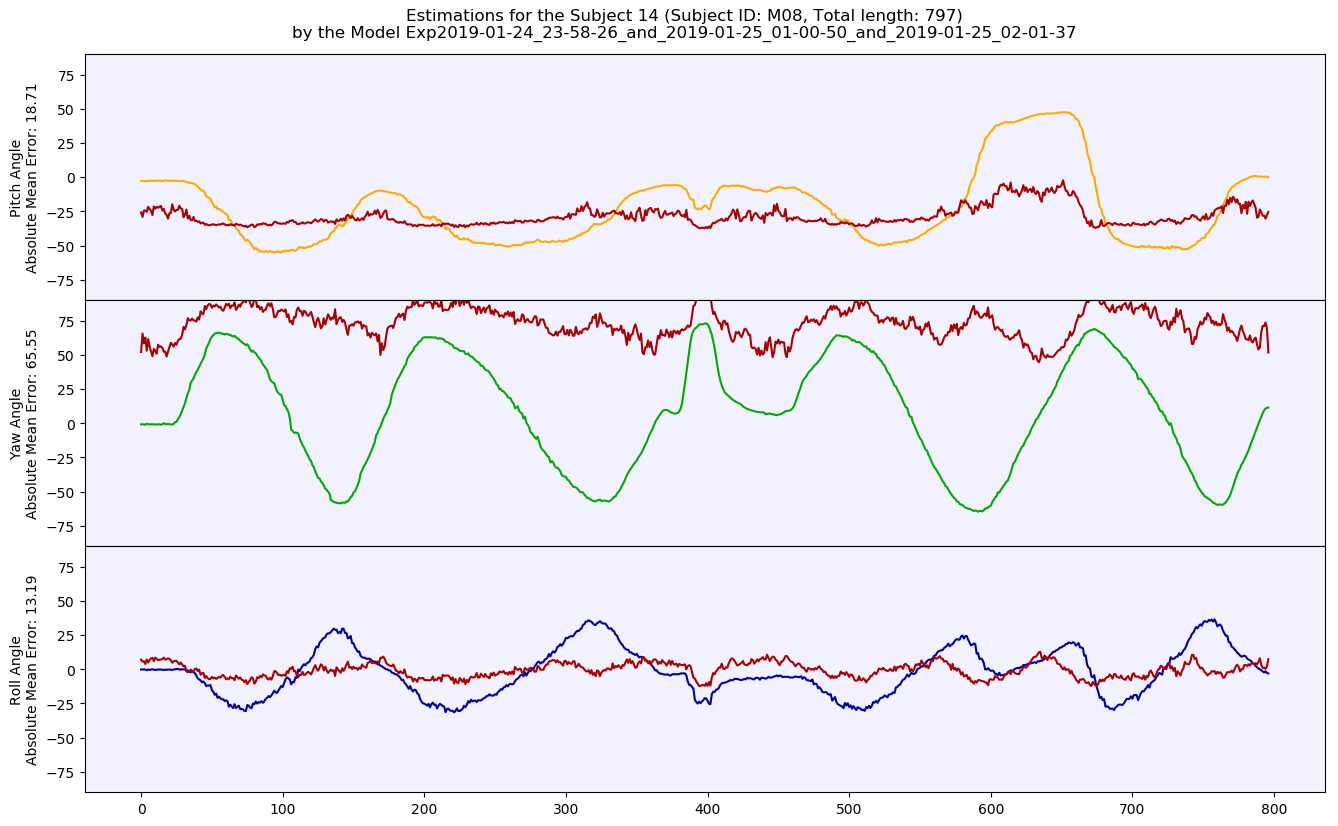 Estimations for the Subject 14 (Subject ID: M08, Total length: 797)
by the Model Exp2019-01-24_23-58-26_and_2019-01-25_01-00-50_and_2019-01-25_02-01-37
Pitch Angle
Absolute Mean Error: 18.71
75
50
25
0
−25
−50
−75
Yaw Angle
Absolute Mean Error: 65.55
75
50
25
0
−25
−50
−75
Roll Angle
Absolute Mean Error: 13.19
75
50
25
0
−25
−50
−75
0 100 200 300 400 500 600 700 800